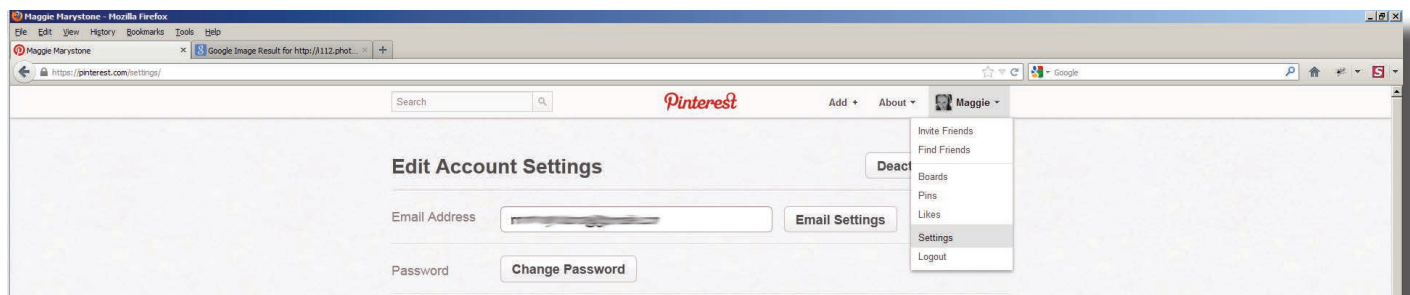 Maggie Marystone - Mozilla Firefox
File Edit View History Bookmarks Tools Help
Maggie Marystone × Google Image Result for http://i112.phot... × +
https://pinterest.com/settings/ Google
Search Pinterest Add + About Maggie
Invite Friends
Find Friends
Edit Account Settings Deact
Boards
Pins
Likes
Email Address Email Settings
Settings
Logout
Password Change Password